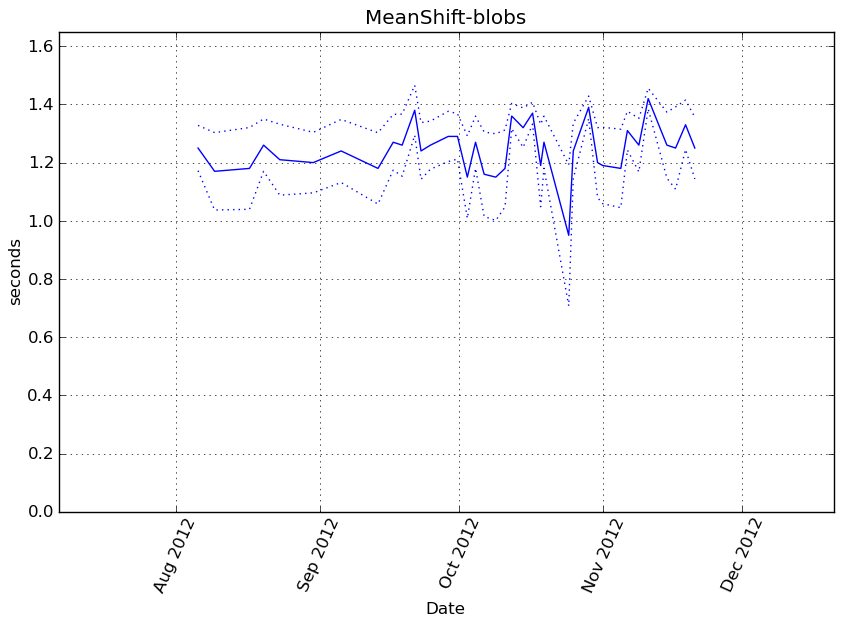 MeanShift-blobs
1.6
1.4
1.2
1.0
0.8
0.6
0.4
0.2
0.0
seconds
Aug 2012
Sep 2012
Oct 2012
Nov 2012
Dec 2012
Date